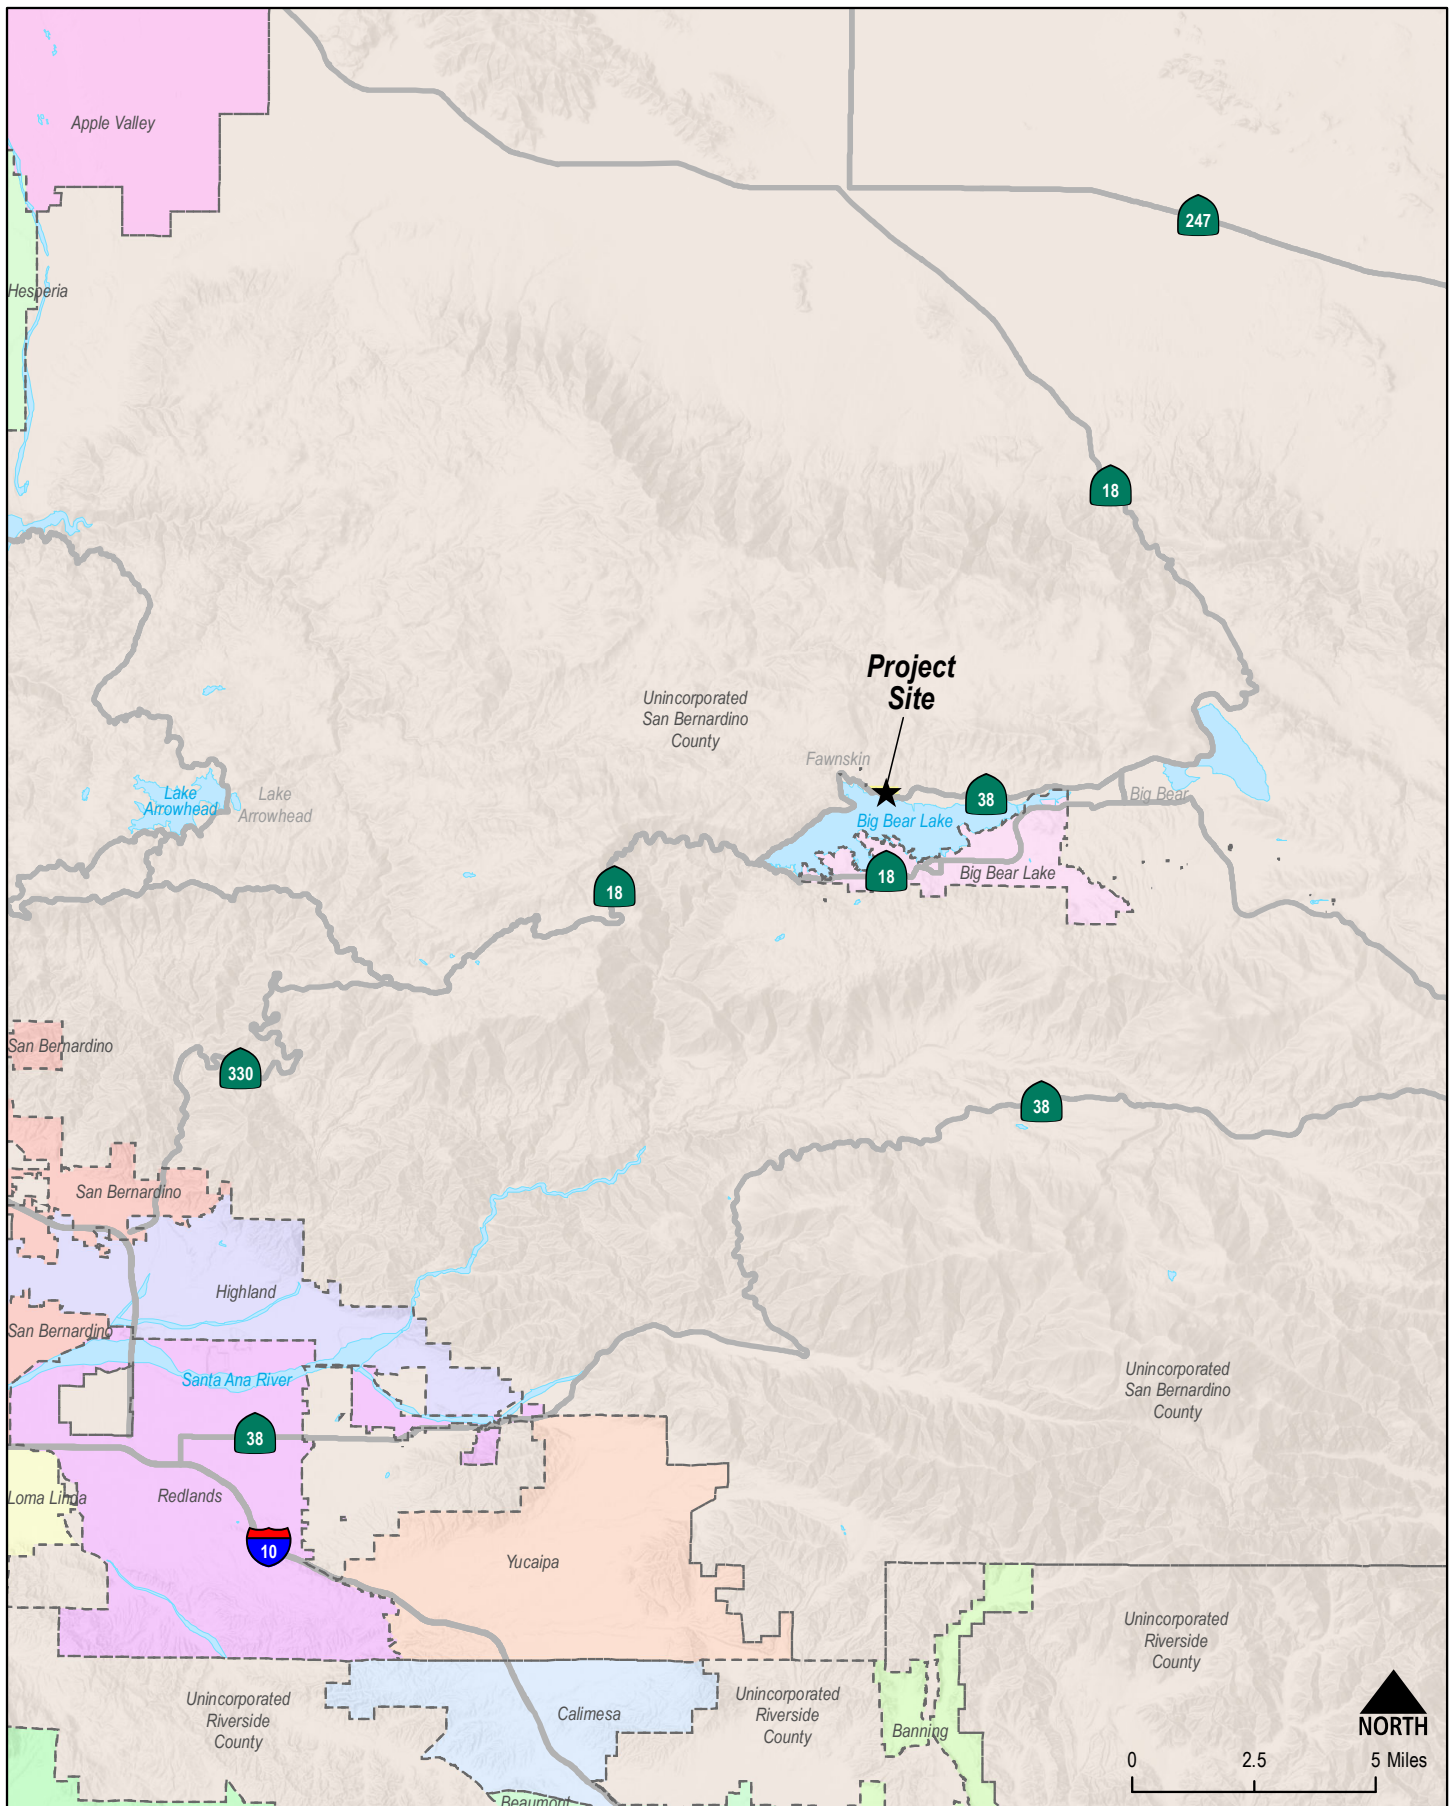 Apple Valley
247
Hesperia
18
Project
Site
Unincorporated
San Bernardino
County
Fawnskin
Lake
Arrowhead
Lake
Arrowhead
38
Big Bear
Big Bear Lake
18
18
Big Bear Lake
San Bernardino
330
38
San Bernardino
Highland
San Bernardino
Santa Ana River
Unincorporated
San Bernardino
County
38
Loma Linda
Redlands
10
Yucaipa
Unincorporated
Riverside
County
Unincorporated
Riverside
County
Calimesa
Unincorporated
Riverside
County
Banning
NORTH
0 2.5 5 Miles
Beaumont